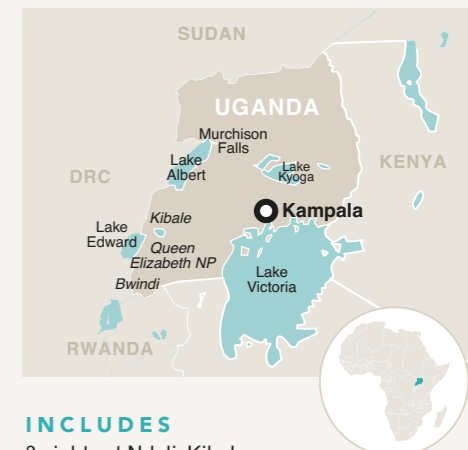 SUDAN
UGANDA
Murchison
Falls
Lake
Albert
Lake
Kyoga
KENYA
DRC
Kibale
Kampala
Lake
Edward
Queen
Elizabeth NP
Bwindi
Lake
Victoria
RWANDA
INCLUDES